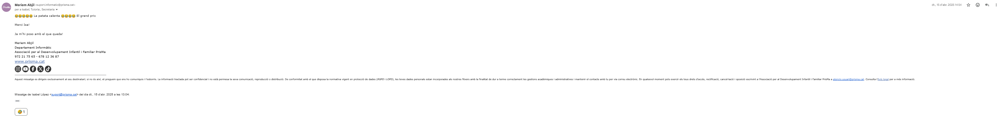 PrisMa
Meriem Abjil <suport.informatic@prisma.cat>
dt., 15 d'abr. 2025 14:54
per a Isabel, Tutoria:, Secretaria
😂😂😂😂😂 La patata calenta 😂😂😂😂 El grand prix
Merci Isa!
Ja m'hi poso amb el que queda!
Meriem Abjil
Departament Informàtic
Associació per al Desenvolupament Infantil i Familiar PrisMa
972 21 75 65 - 678 12 36 87
www.prisma.cat
Aquest missatge es dirigeix exclusivament al seu destinatari; si no és així, et preguem que ens ho comuniquis i l'esborris. La informació tractada pot ser confidencial i no està permesa la seva comunicació, reproducció o distribució. De conformitat amb el que disposa la normativa vigent en protecció de dades (RGPD i LOPD), les teves dades personals estan incorporades als nostres fitxers amb la finalitat de dur a terme correctament les gestions acadèmiques i administratives i mantenir el contacte amb tu per via correu electrònic. En qualsevol moment pots exercir els teus drets d'accés, rectificació, cancel·lació i oposició escrivint a l'Associació per al Desenvolupament Infantil i Familiar PrisMa a atencio.usuari@prisma.cat. Consulta l'Avís legal per a més informació.
Missatge de Isabel López <suport@prisma.cat> del dia dt., 15 d'abr. 2025 a les 13:04:
🤣 1